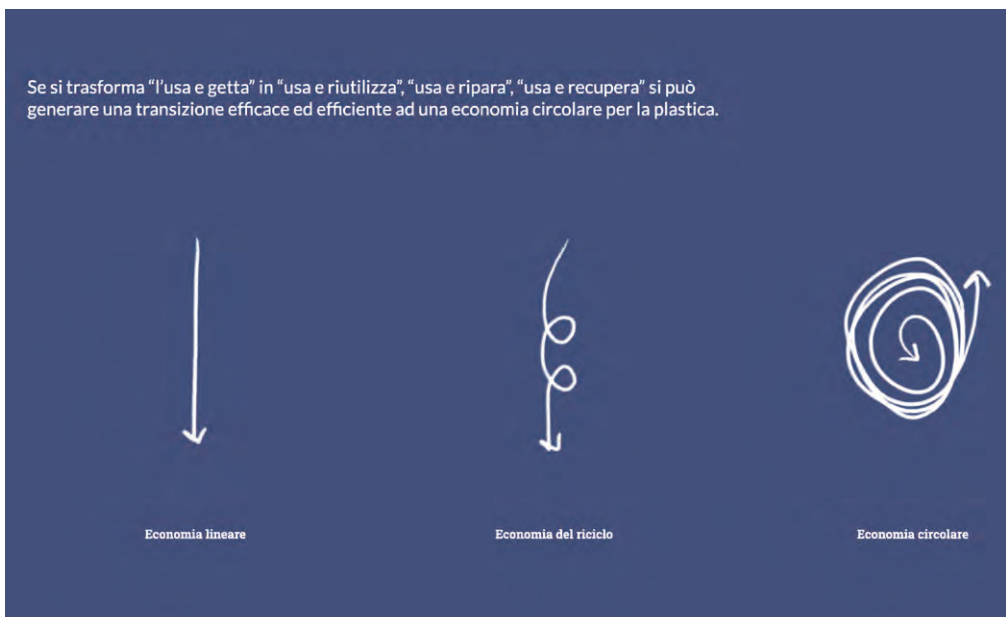 Se si trasforma “l’usa e getta” in “usa e riutilizza”, “usa e ripara”, “usa e recupera” si può
generare una transizione efficace ed efficiente ad una economia circolare per la plastica.
Economia lineare
Economia del riciclo
Economia circolare